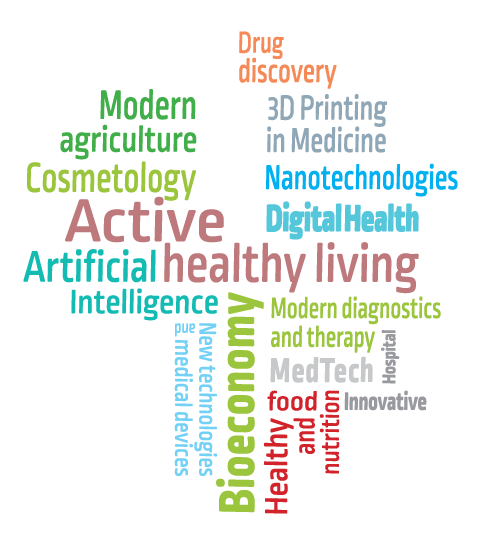 Drug
discovery
Modern
agriculture
3D Printing
in Medicine
Cosmetology
Nanotechnologies
Active
healthy living
Digital Health
Artificial
Intelligence
Bioeconomy
Modern diagnostics
and therapy
Hospital
MedTech
New technologies
and
medical devices
Healthy
food
and
nutrition
Innovative